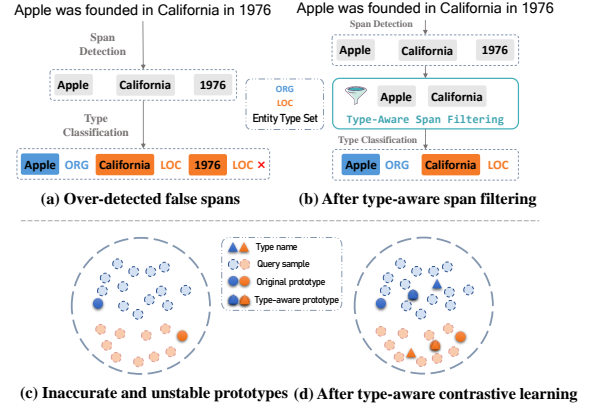 Apple was founded in California in 1976
Span
Detection
Apple California 1976
Type
Classification
Apple ORG California LOC 1976 LOC ×
(a) Over-detected false spans
ORG
LOC
Entity Type Set
Apple was founded in California in 1976
Span Detection
Apple California 1976
Apple California
Type-Aware Span Filtering
Type Classification
Apple ORG California LOC
(b) After type-aware span filtering
Type name
Query sample
Original prototype
Type-aware prototype
(c) Inaccurate and unstable prototypes
(d) After type-aware contrastive learning